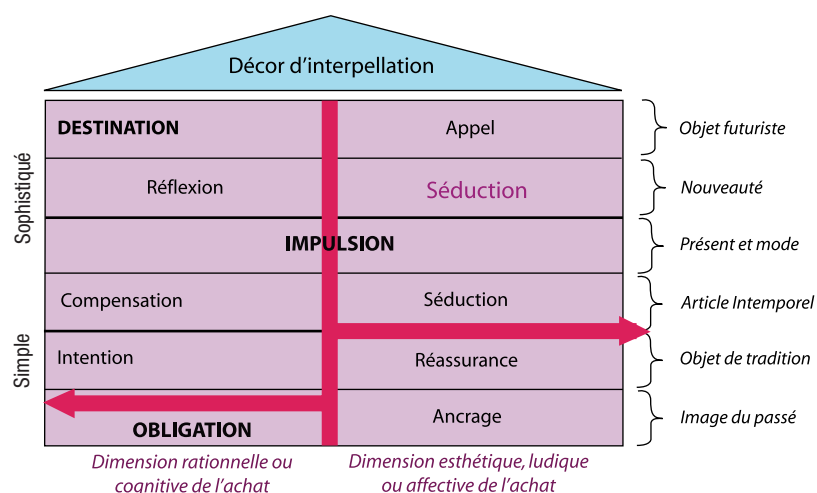 Décor d’interpellation
Sophistiqué
Simple
DESTINATION
Appel
Objet futuriste
Réflexion
Séduction
Nouveauté
IMPULSION
Présent et mode
Compensation
Séduction
Article Intemporel
Intention
Réassurance
Objet de tradition
OBLIGATION
Ancrage
Image du passé
Dimension rationnelle ou
cognitive de l’achat
Dimension esthétique, ludique
ou affective de l’achat